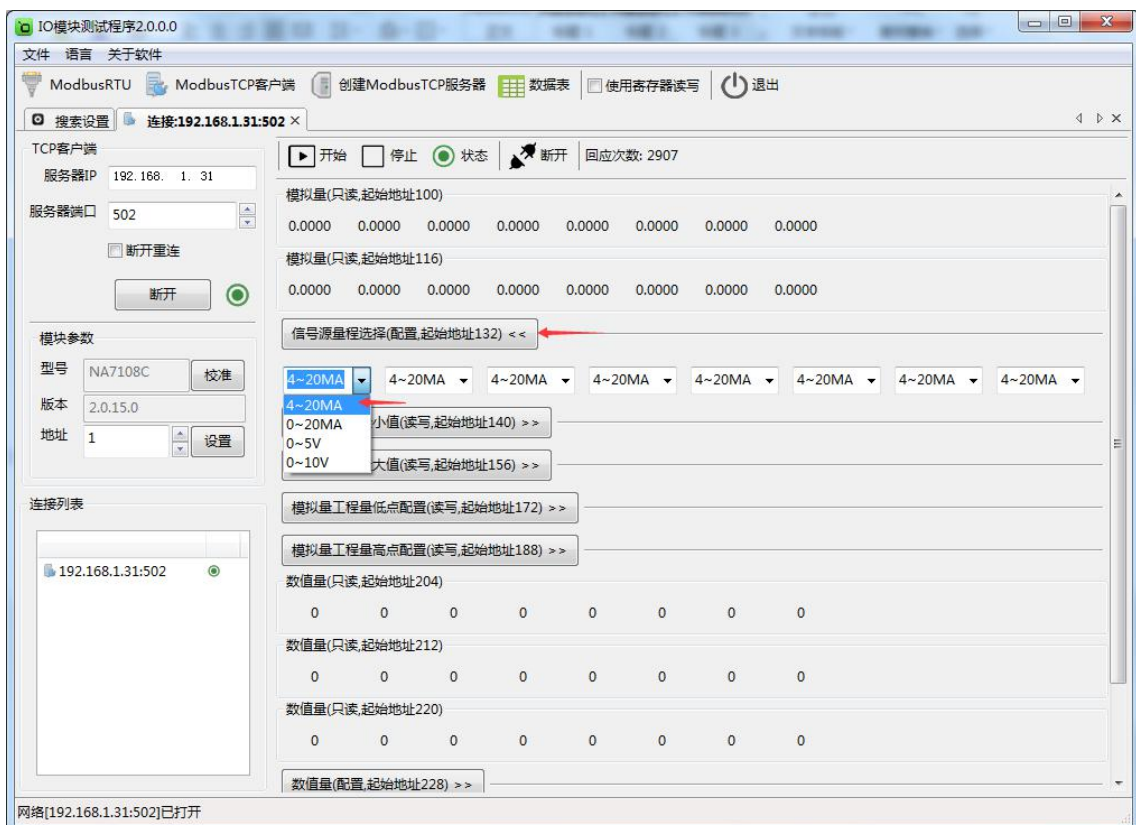 IO模块测试程序2.0.0.0
文件 语言 关于软件
ModbusRTU ModbusTCP客户端 创建ModbusTCP服务器 数据表 使用寄存器读写 退出
搜索设置 连接:192.168.1.31:502 ×
TCP客户端
服务器IP 192.168. 1. 31
服务器端口 502
断开重连
断开
模块参数
型号 NA7108C 校准
版本 2.0.15.0
地址 1 设置
连接列表
192.168.1.31:502
开始 停止 状态 断开 回应次数: 2907
模拟量(只读,起始地址100)
0.0000 0.0000 0.0000 0.0000 0.0000 0.0000 0.0000 0.0000
模拟量(只读,起始地址116)
0.0000 0.0000 0.0000 0.0000 0.0000 0.0000 0.0000 0.0000
信号源量程选择(配置,起始地址132) <<
4~20MA 4~20MA 4~20MA 4~20MA 4~20MA 4~20MA 4~20MA 4~20MA
4~20MA
0~20MA
0~5V
0~10V
小值(读写,起始地址140) >>
大值(读写,起始地址156) >>
模拟量工程量低点配置(读写,起始地址172) >>
模拟量工程量高点配置(读写,起始地址188) >>
数值量(只读,起始地址204)
0 0 0 0 0 0 0 0
数值量(只读,起始地址212)
0 0 0 0 0 0 0 0
数值量(只读,起始地址220)
0 0 0 0 0 0 0 0
数值量(配置,起始地址228) >>
网络[192.168.1.31:502]已打开